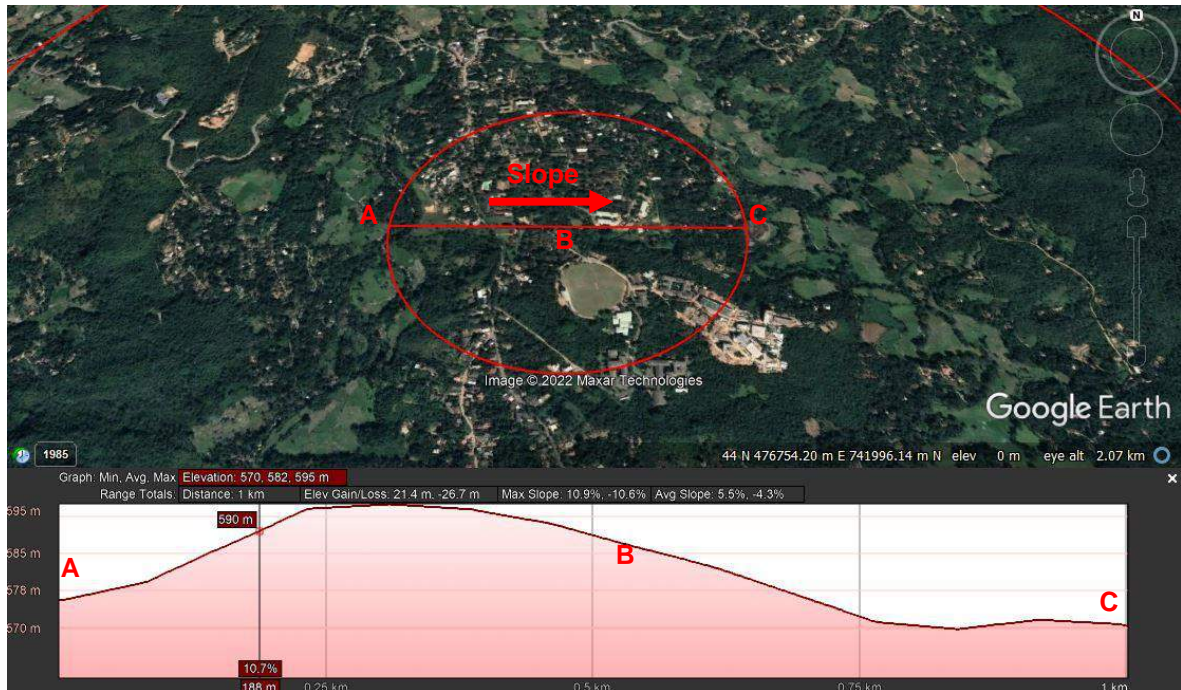 N
Slope
A
C
B
Image © 2022 Maxar Technologies
Google Earth
1985
44 N 476754.20 m E 741996.14 m N elev 0 m eye alt 2.07 km
Graph: Min, Avg, Max Elevation: 570, 582, 595 m
Range Totals: Distance: 1 km Elev Gain/Loss: 21.4 m, -26.7 m Max Slope: 10.9%, -10.6% Avg Slope: 5.5%, -4.3%
595 m
590 m
585 m
B
A
578 m
C
570 m
10.7%
188 m 0.25 km 0.5 km 0.75 km 1 km